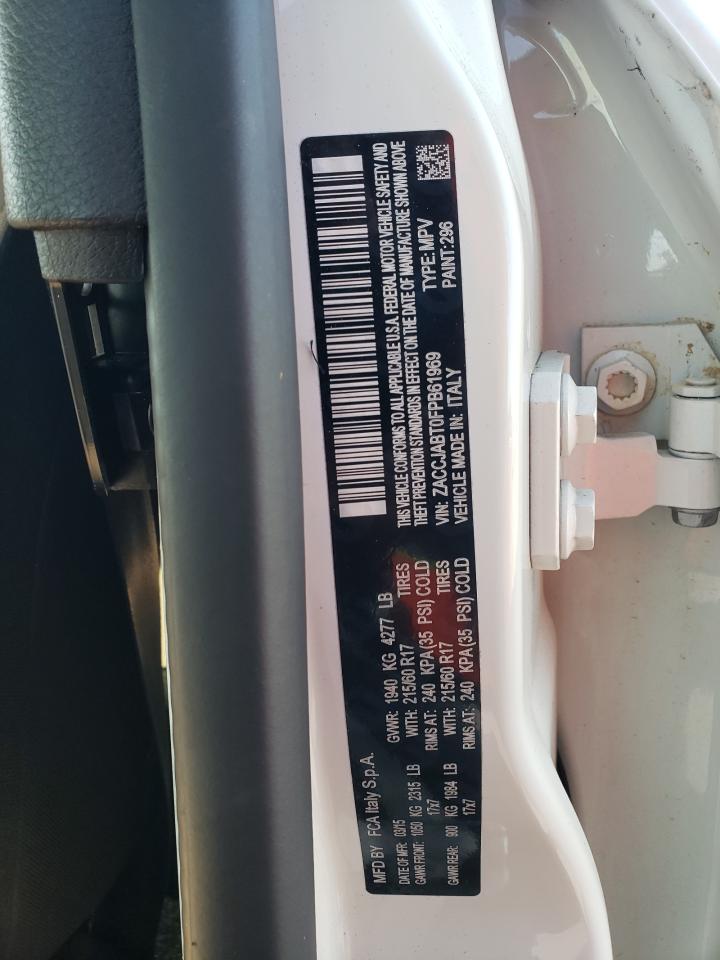 MFD BY FCA Italy S.p.A.
DATE OF MFR: 03/15 GVWR: 1940 KG 4277 LB
GAWR FRONT: 1050 KG 2315 LB WITH: 215/60 R17 TIRES
17x7 RIMS AT: 240 KPA(35 PSI) COLD
GAWR REAR: 900 KG 1984 LB WITH: 215/60 R17 TIRES
17x7 RIMS AT: 240 KPA(35 PSI) COLD
THIS VEHICLE CONFORMS TO ALL APPLICABLE U.S.A. FEDERAL MOTOR VEHICLE SAFETY AND
THEFT PREVENTION STANDARDS IN EFFECT ON THE DATE OF MANUFACTURE SHOWN ABOVE
VIN: ZACCJABT0FPB61969 TYPE: MPV
VEHICLE MADE IN: ITALY PAINT:296